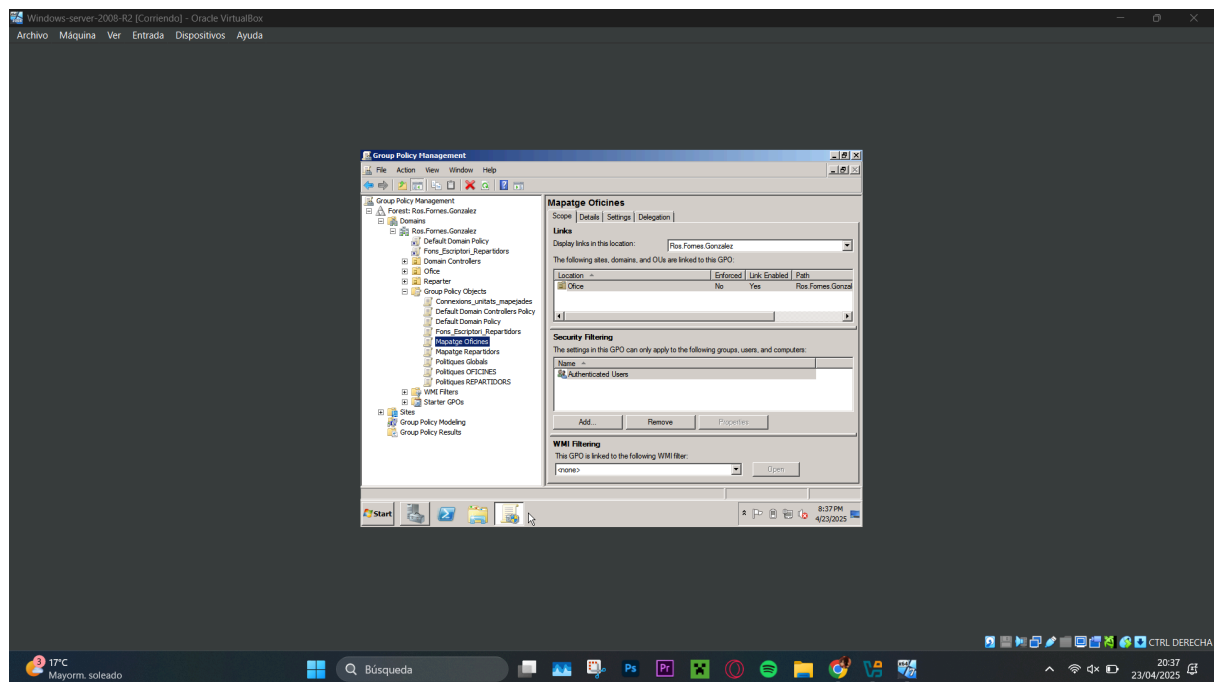 Windows-server-2008-R2 [Corriendo] - Oracle VirtualBox
Archivo Máquina Ver Entrada Dispositivos Ayuda
Group Policy Management
File Action View Window Help
Group Policy Management
Forest: Ros.Fornes.Gonzalez
Domains
Ros.Fornes.Gonzalez
Default Domain Policy
Fons_Escriptori_Repartidors
Domain Controllers
Ofice
Reparter
Group Policy Objects
Connexions_unitats_mapejades
Default Domain Controllers Policy
Default Domain Policy
Fons_Escriptori_Repartidors
Mapatge Oficines
Mapatge Repartidors
Politiques Globals
Politiques OFICINES
Politiques REPARTIDORS
WMI Filters
Starter GPOs
Sites
Group Policy Modeling
Group Policy Results
Mapatge Oficines
Scope Details Settings Delegation
Links
Display links in this location: Ros.Fornes.Gonzalez
The following sites, domains, and OUs are linked to this GPO:
Location Enforced Link Enabled Path
Ofice No Yes Ros.Fornes.Gonzal
Security Filtering
The settings in this GPO can only apply to the following groups, users, and computers:
Name
Authenticated Users
Add... Remove Properties
WMI Filtering
This GPO is linked to the following WMI filter:
<none> Open
Start
8:37 PM
4/23/2025
CTRL DERECHA
3
17°C
Mayorm. soleado
Búsqueda
Ps
Pr
20:37
23/04/2025